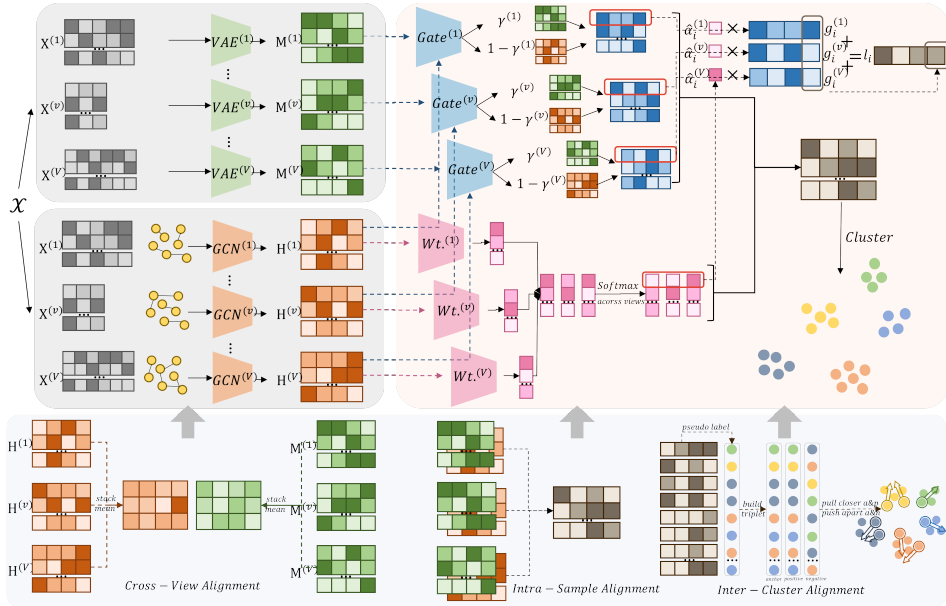 𝒳
X^(1)
VAE^(1)
M^(1)
...
X^(v)
VAE^(v)
M^(v)
...
X^(V)
VAE^(V)
M^(V)
X^(1)
GCN^(1)
H^(1)
...
X^(v)
GCN^(v)
H^(v)
...
X^(V)
GCN^(V)
H^(V)
Gate^(1)
γ^(1)
1 − γ^(1)
Gate^(v)
γ^(v)
1 − γ^(v)
Gate^(V)
γ^(V)
1 − γ^(V)
α̂_i^(1) × g_i^(1)
+
α̂_i^(v) × g_i^(v) = l_i
+
α̂_i^(V) × g_i^(V)
Wt.^(1)
Wt.^(v)
Wt.^(V)
Softmax
acorss views
Cluster
H^(1)
H^(v)
H^(V)
stack
mean
stack
mean
M^(1)
M^(v)
M^(V)
Cross − View Alignment
Intra − Sample Alignment
pseudo label
build
triplet
anchor positive negative
pull closer a&n
push apart a&n
Inter − Cluster Alignment